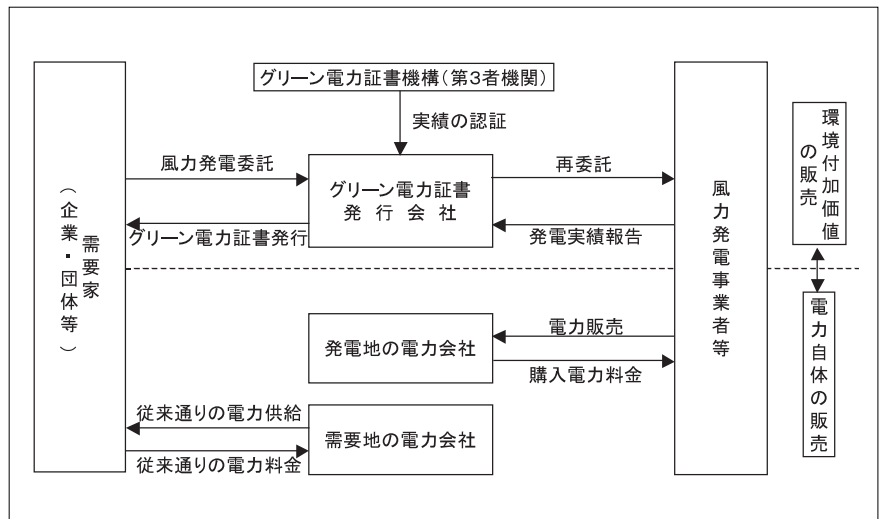 グリーン電力証書機構（第3者機関）
実績の認証
風力発電委託
再委託
グリーン電力証書
発行会社
グリーン電力証書発行
発電実績報告
需要家
（企業・団体等）
風力発電事業者等
環境付加価値
の販売
電力販売
発電地の電力会社
購入電力料金
電力自体の販売
従来通りの電力供給
需要地の電力会社
従来通りの電力料金